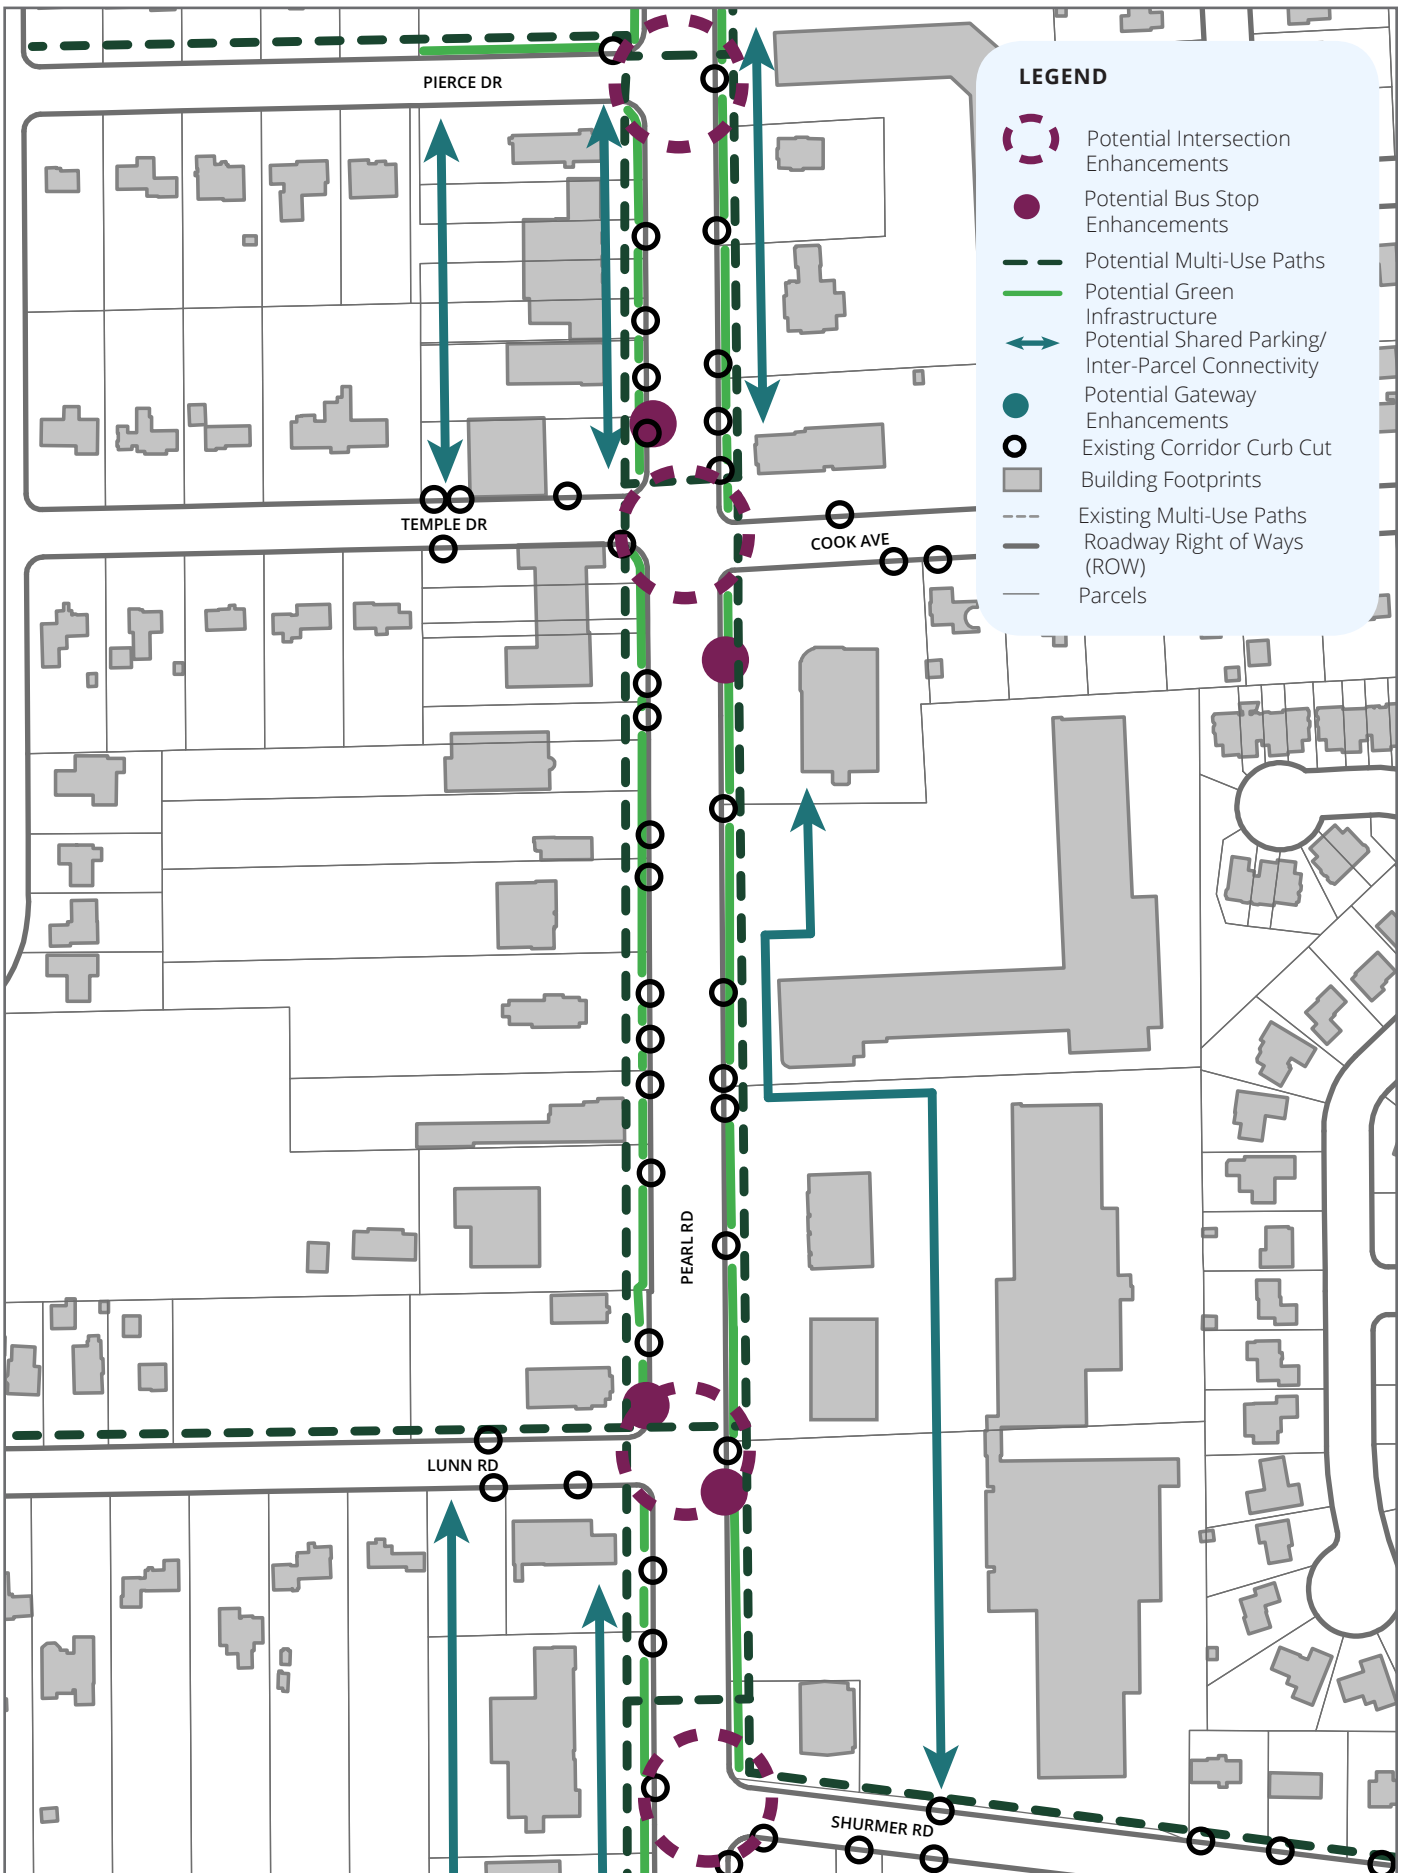 PIERCE DR
LEGEND
Potential Intersection
Enhancements
Potential Bus Stop
Enhancements
Potential Multi-Use Paths
Potential Green
Infrastructure
Potential Shared Parking/
Inter-Parcel Connectivity
Potential Gateway
Enhancements
Existing Corridor Curb Cut
Building Footprints
Existing Multi-Use Paths
Roadway Right of Ways
(ROW)
Parcels
TEMPLE DR
COOK AVE
PEARL RD
LUNN RD
SHURMER RD